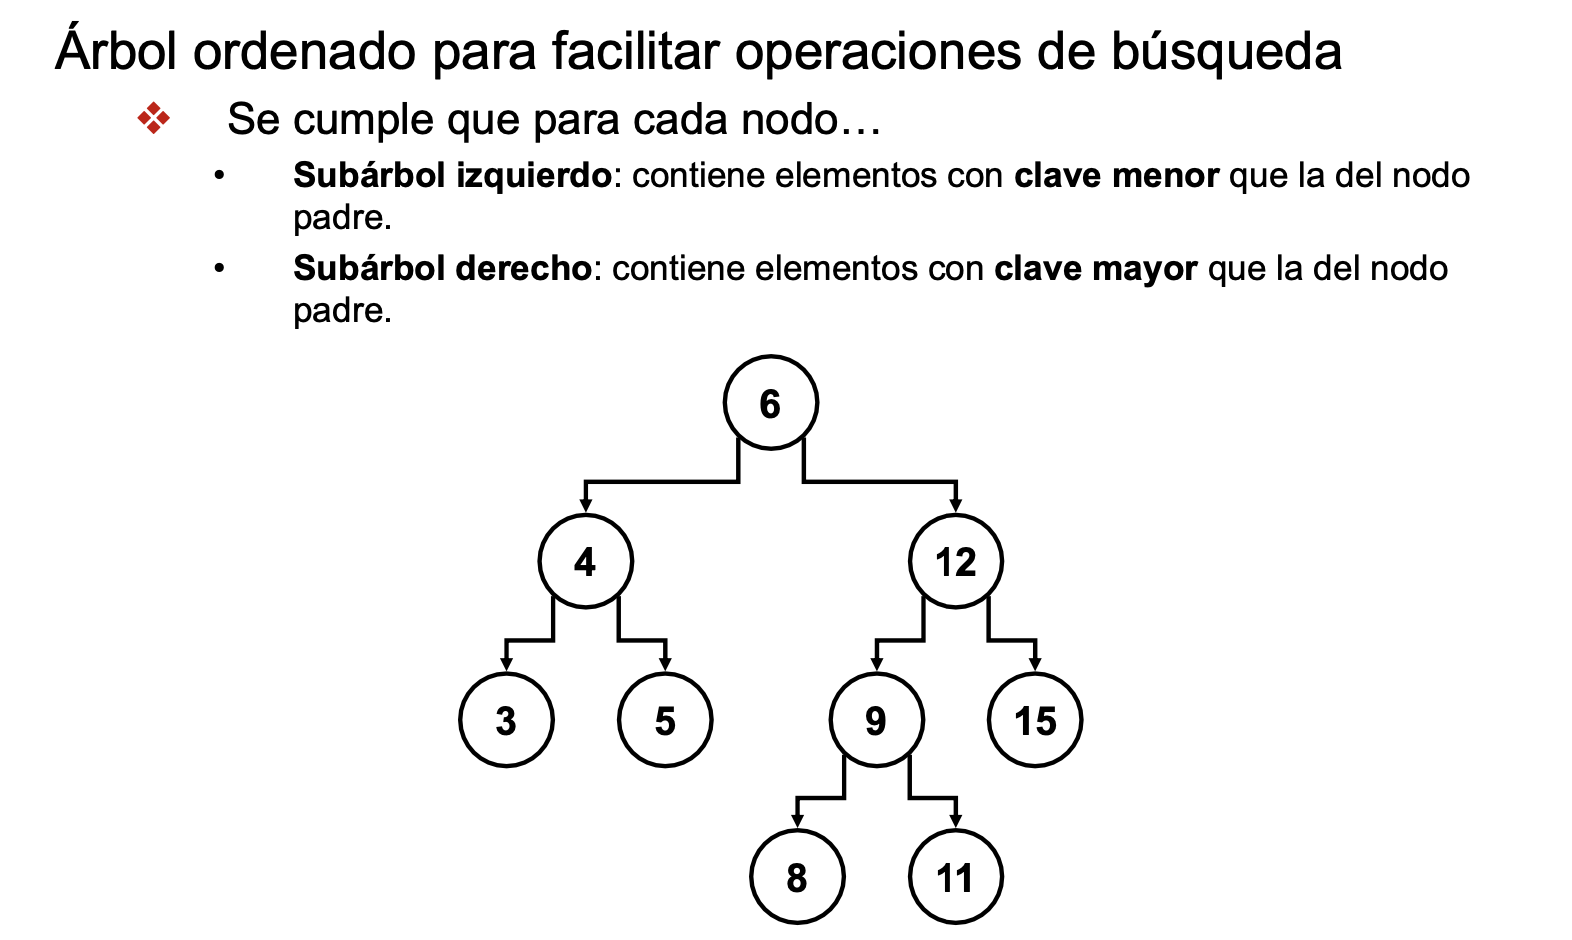 Árbol ordenado para facilitar operaciones de búsqueda
Se cumple que para cada nodo…
• Subárbol izquierdo: contiene elementos con clave menor que la del nodo
padre.
• Subárbol derecho: contiene elementos con clave mayor que la del nodo
padre.
6
4 12
3 5 9 15
8 11